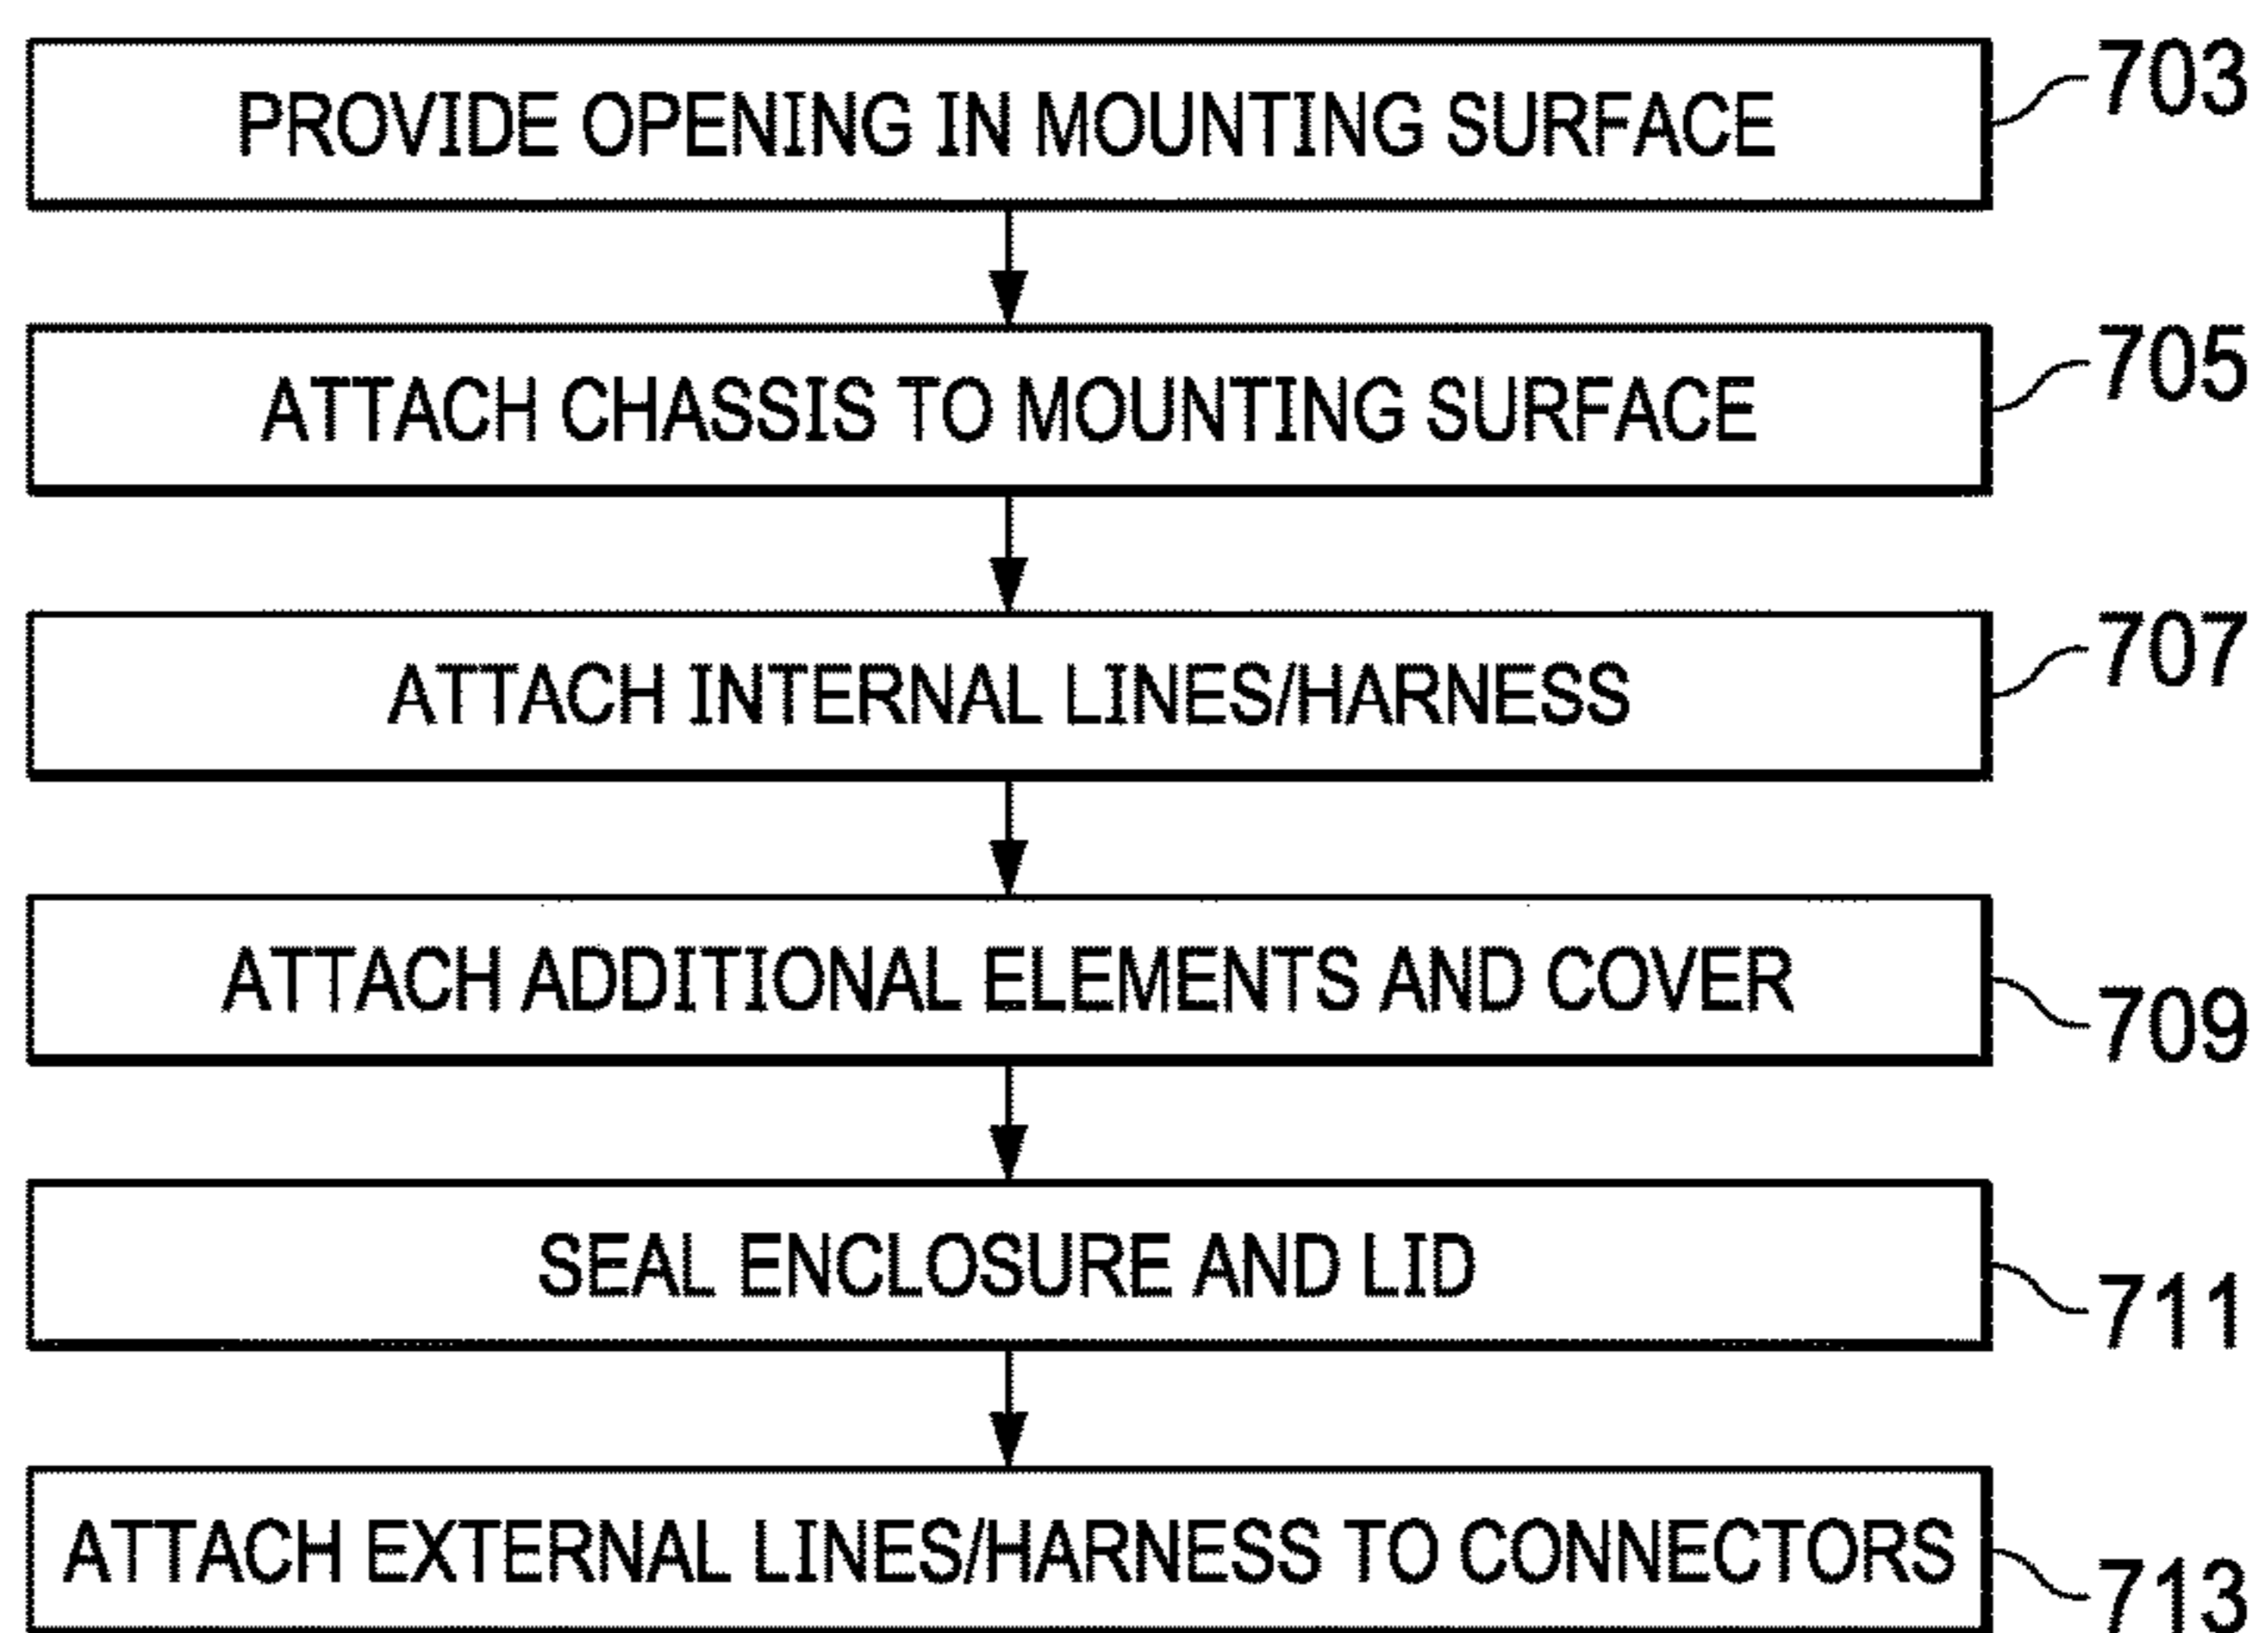 PROVIDE OPENING IN MOUNTING SURFACE
703
ATTACH CHASSIS TO MOUNTING SURFACE
705
ATTACH INTERNAL LINES/HARNESS
707
ATTACH ADDITIONAL ELEMENTS AND COVER
709
SEAL ENCLOSURE AND LID
711
ATTACH EXTERNAL LINES/HARNESS TO CONNECTORS
713